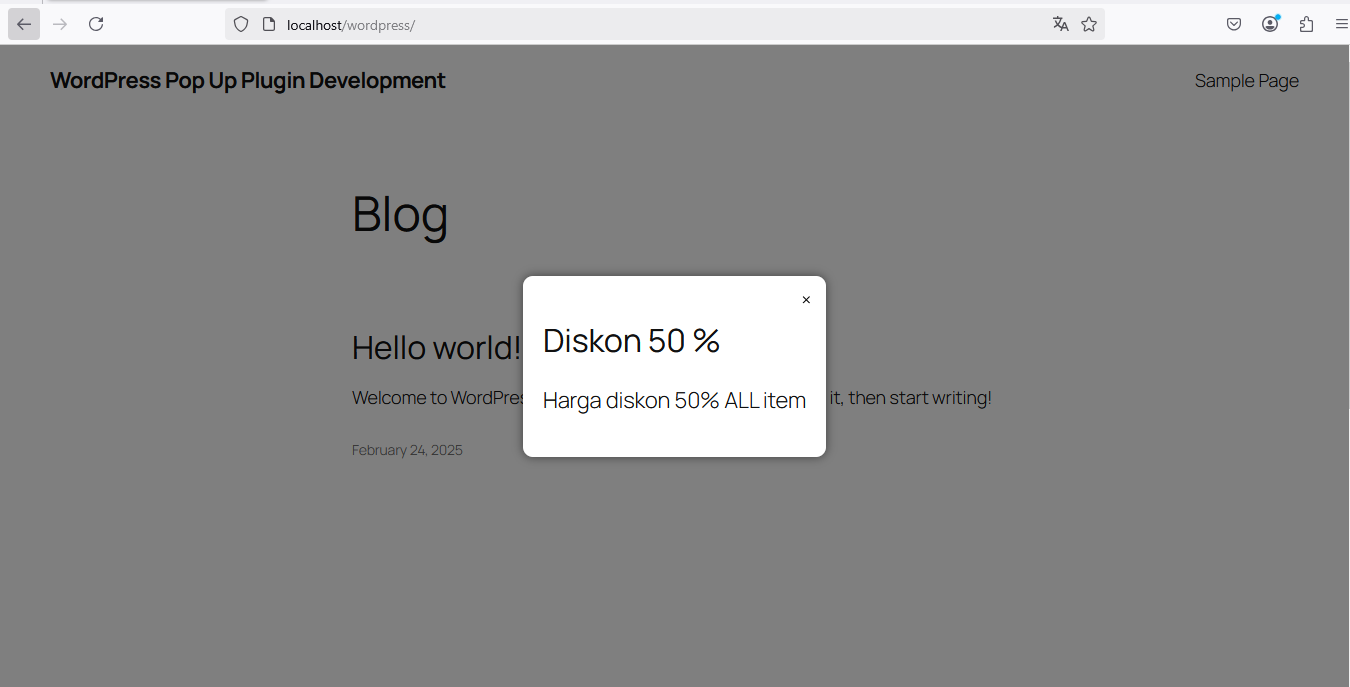 localhost/wordpress/
WordPress Pop Up Plugin Development
Sample Page
Blog
×
Diskon 50 %
Harga diskon 50% ALL item
Hello world!
Welcome to WordPres it, then start writing!
February 24, 2025